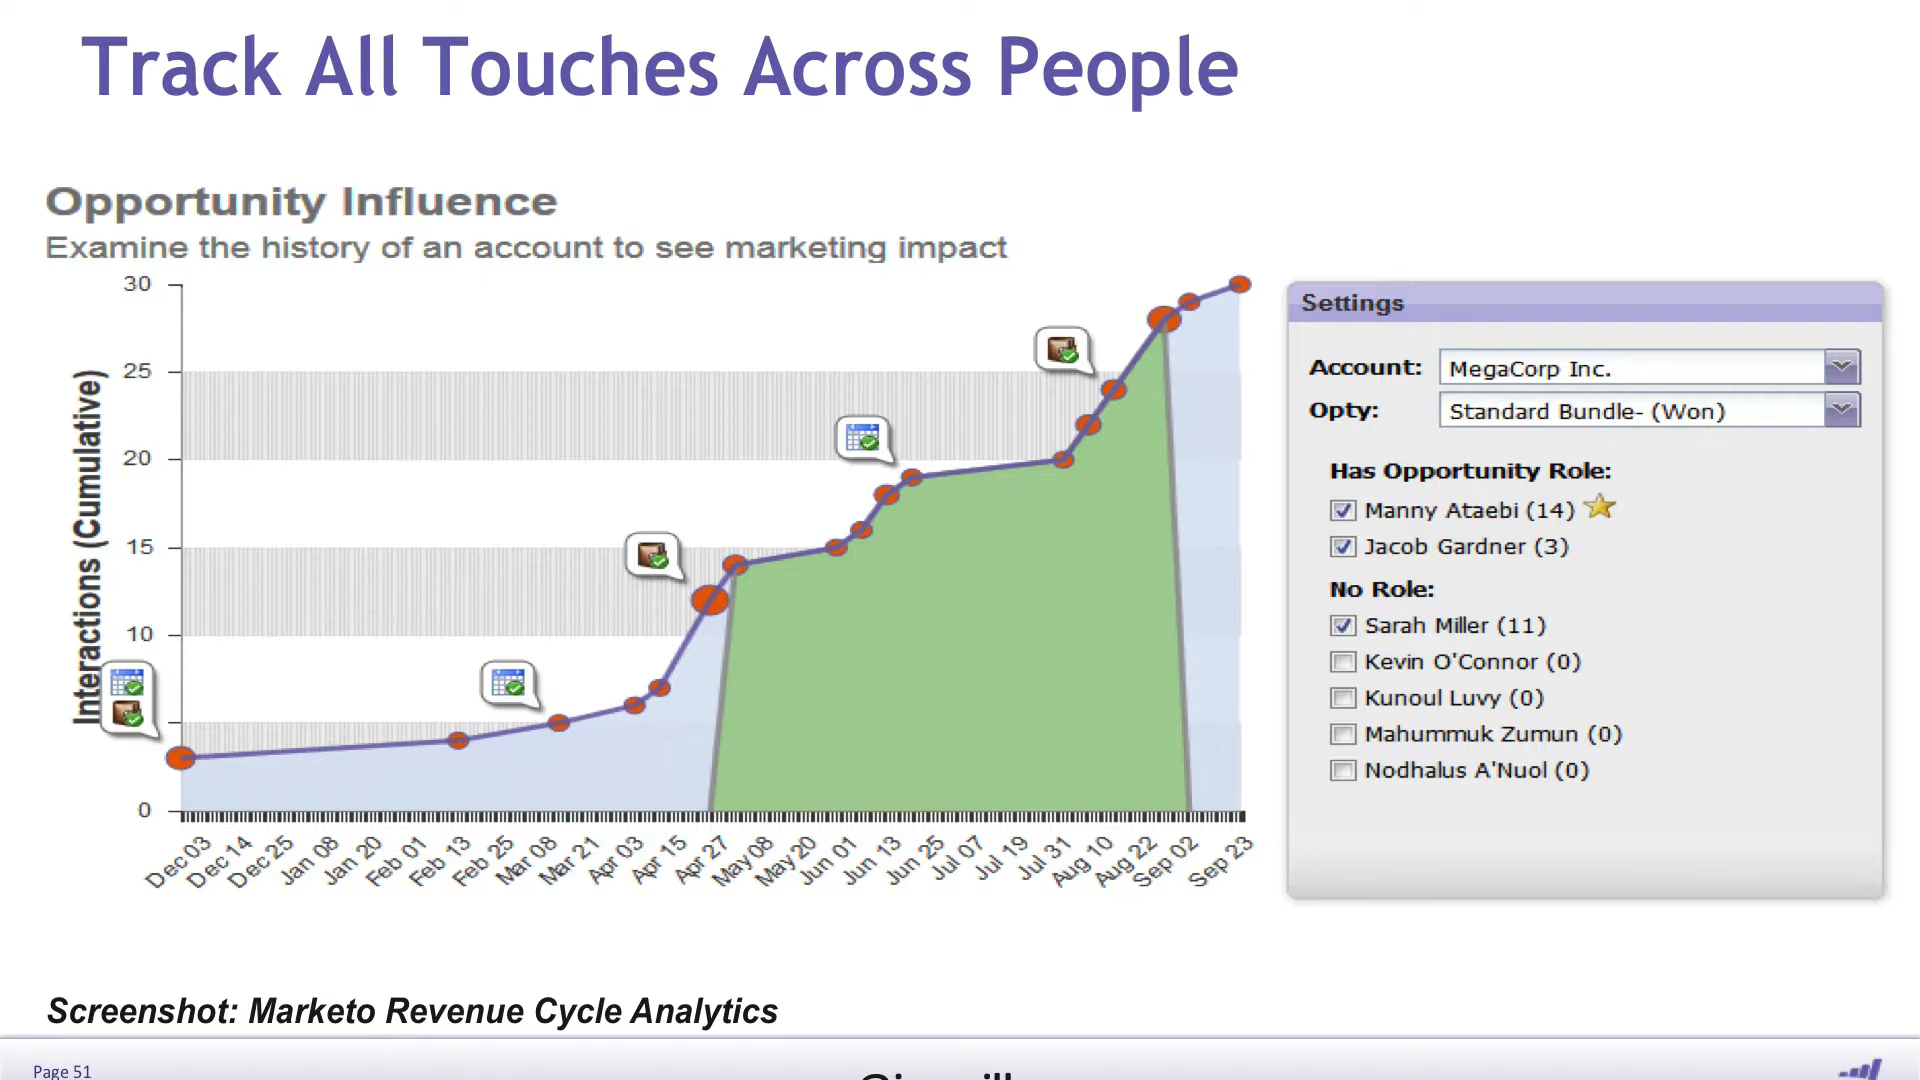 Track All Touches Across People
Opportunity Influence
Examine the history of an account to see marketing impact
30
25
20
15
10
0
Interactions (Cumulative)
Dec 03
Dec 14
Dec 25
Jan 08
Jan 20
Feb 01
Feb 13
Feb 25
Mar 08
Mar 21
Apr 03
Apr 15
Apr 27
May 08
May 20
Jun 01
Jun 13
Jun 25
Jul 07
Jul 19
Jul 31
Aug 10
Aug 22
Sep 02
Sep 23
Settings
Account: MegaCorp Inc.
Opty: Standard Bundle- (Won)
Has Opportunity Role:
Manny Ataebi (14)
Jacob Gardner (3)
No Role:
Sarah Miller (11)
Kevin O'Connor (0)
Kunoul Luvy (0)
Mahummuk Zumun (0)
Nodhalus A'Nuol (0)
Screenshot: Marketo Revenue Cycle Analytics
Page 51